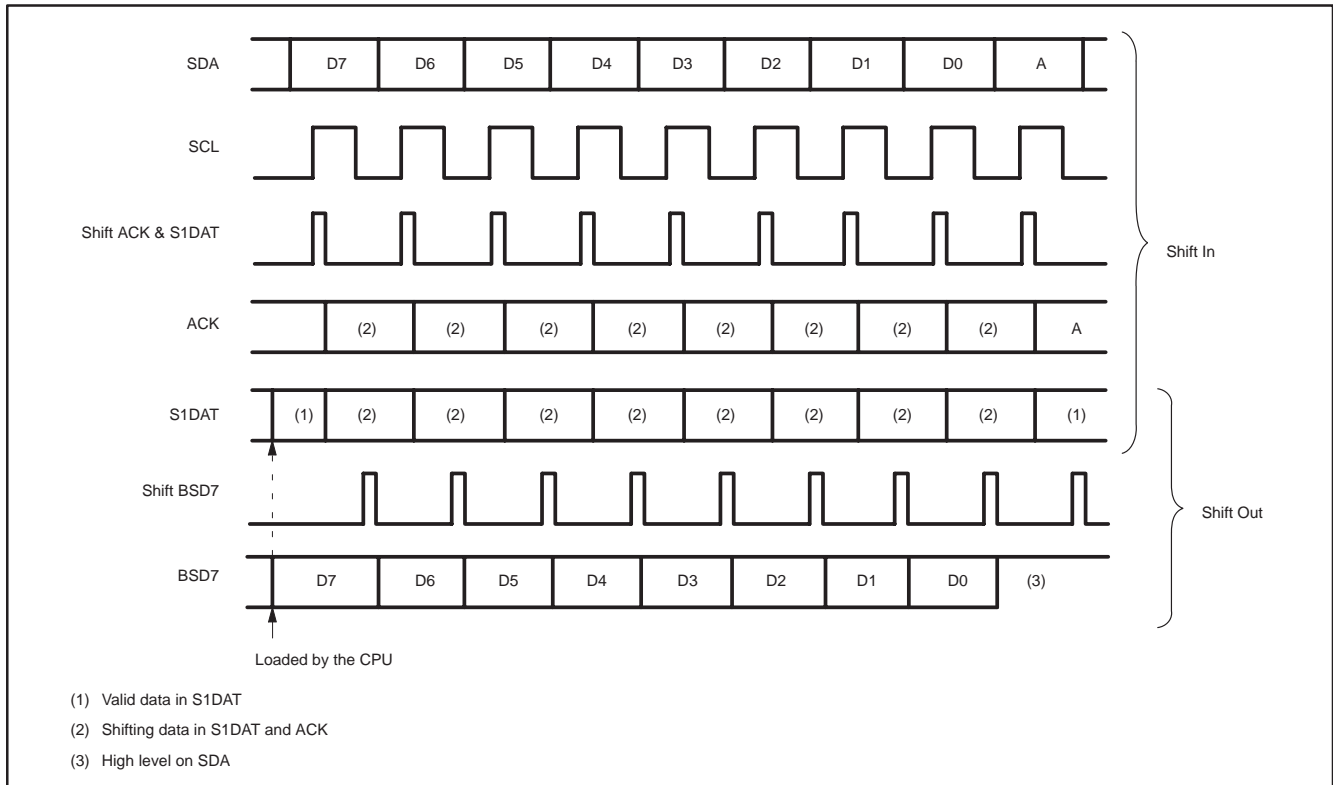 SDA D7 D6 D5 D4 D3 D2 D1 D0 A
SCL
Shift ACK & S1DAT
Shift In
ACK (2) (2) (2) (2) (2) (2) (2) (2) A
S1DAT (1) (2) (2) (2) (2) (2) (2) (2) (2) (1)
Shift BSD7
Shift Out
BSD7 D7 D6 D5 D4 D3 D2 D1 D0 (3)
Loaded by the CPU
(1) Valid data in S1DAT
(2) Shifting data in S1DAT and ACK
(3) High level on SDA